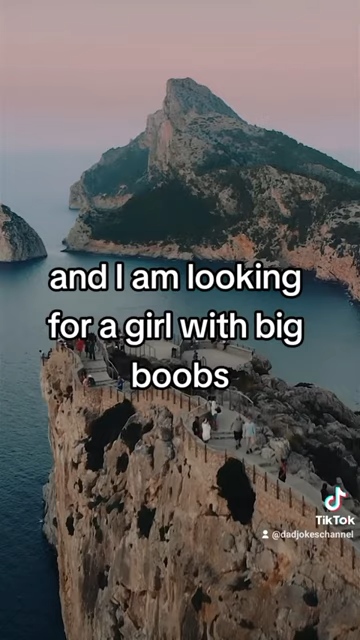 and I am looking
for a girl with big
boobs
TikTok
@dadjokeschannel